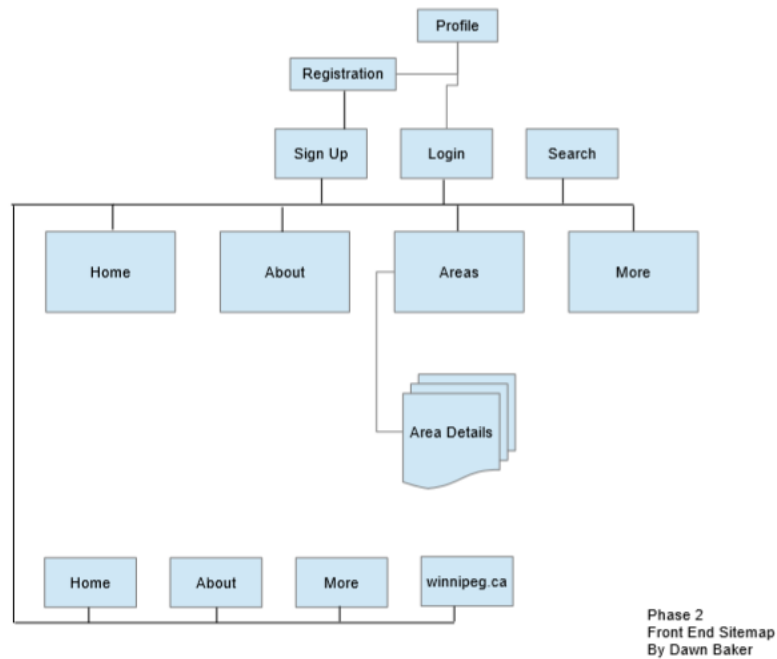 Profile
Registration
Sign Up
Login
Search
Home
About
Areas
More
Area Details
Home
About
More
winnipeg.ca
Phase 2
Front End Sitemap
By Dawn Baker